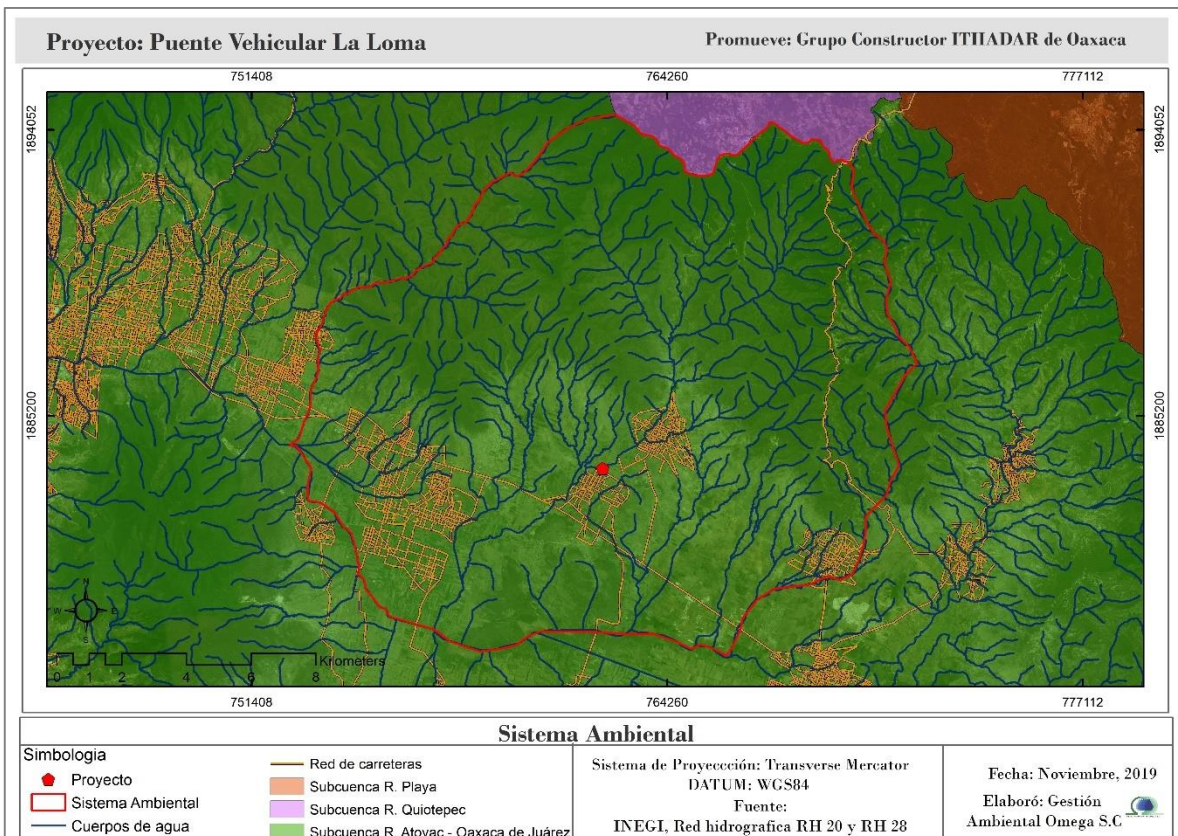 Proyecto: Puente Vehicular La Loma
Promueve: Grupo Constructor ITHADAR de Oaxaca
751408 764260 777112
1894052 1894052
1885200 1885200
N
W E
S
Kilometers
0 1 2 4 6 8
751408 764260 777112
Sistema Ambiental
Simbologia
Proyecto
Sistema Ambiental
Cuerpos de agua
Red de carreteras
Subcuenca R. Playa
Subcuenca R. Quiotepec
Subcuenca R. Atoyac - Oaxaca de Juárez
Sistema de Proyeccción: Transverse Mercator
DATUM: WGS84
Fuente:
INEGI, Red hidrografica RH 20 y RH 28
Fecha: Noviembre, 2019
Elaboró: Gestión
Ambiental Omega S.C